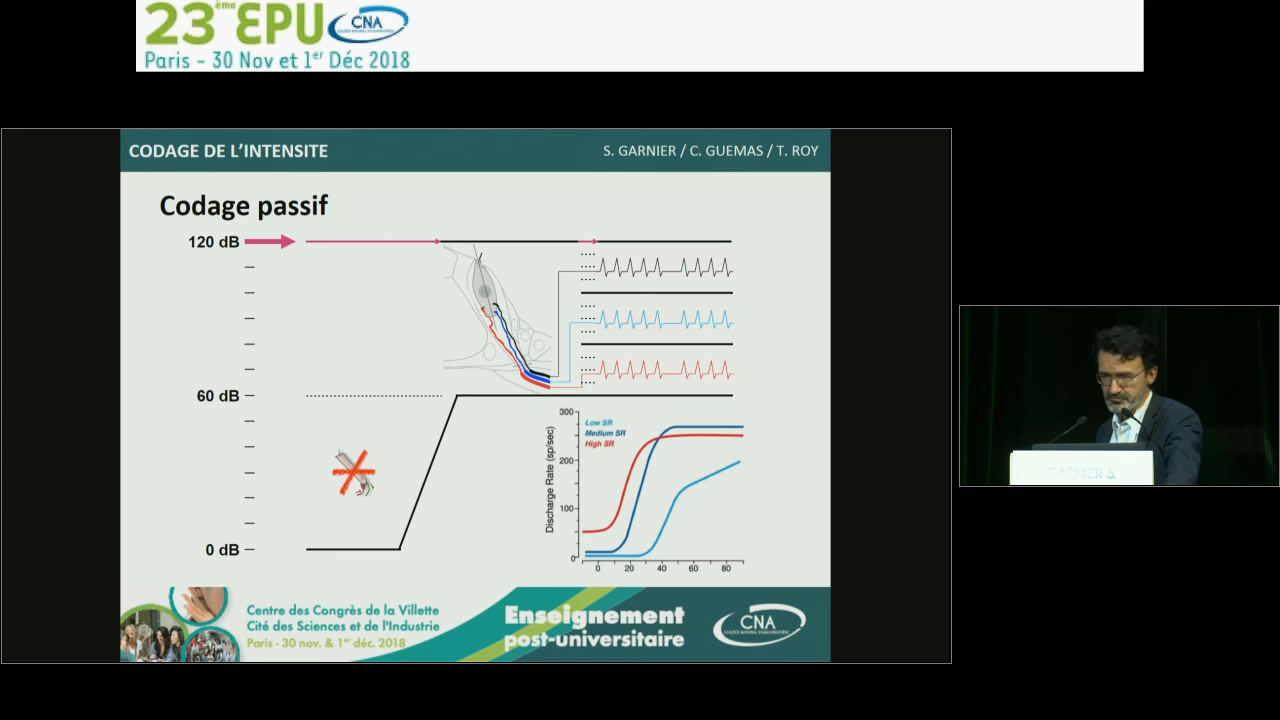 23ème EPU CNA
Paris - 30 Nov et 1er Déc 2018
CODAGE DE L'INTENSITE
S. GARNIER / C. GUEMAS / T. ROY
Codage passif
120 dB
60 dB
0 dB
300
200
100
0
Discharge Rate (sp/sec)
Low SR
Medium SR
High SR
0 20 40 60 80
GARNIER S.
Centre des Congrès de la Villette
Cité des Sciences et de l'Industrie
Paris - 30 nov. & 1er déc. 2018
Enseignement
post-universitaire
CNA